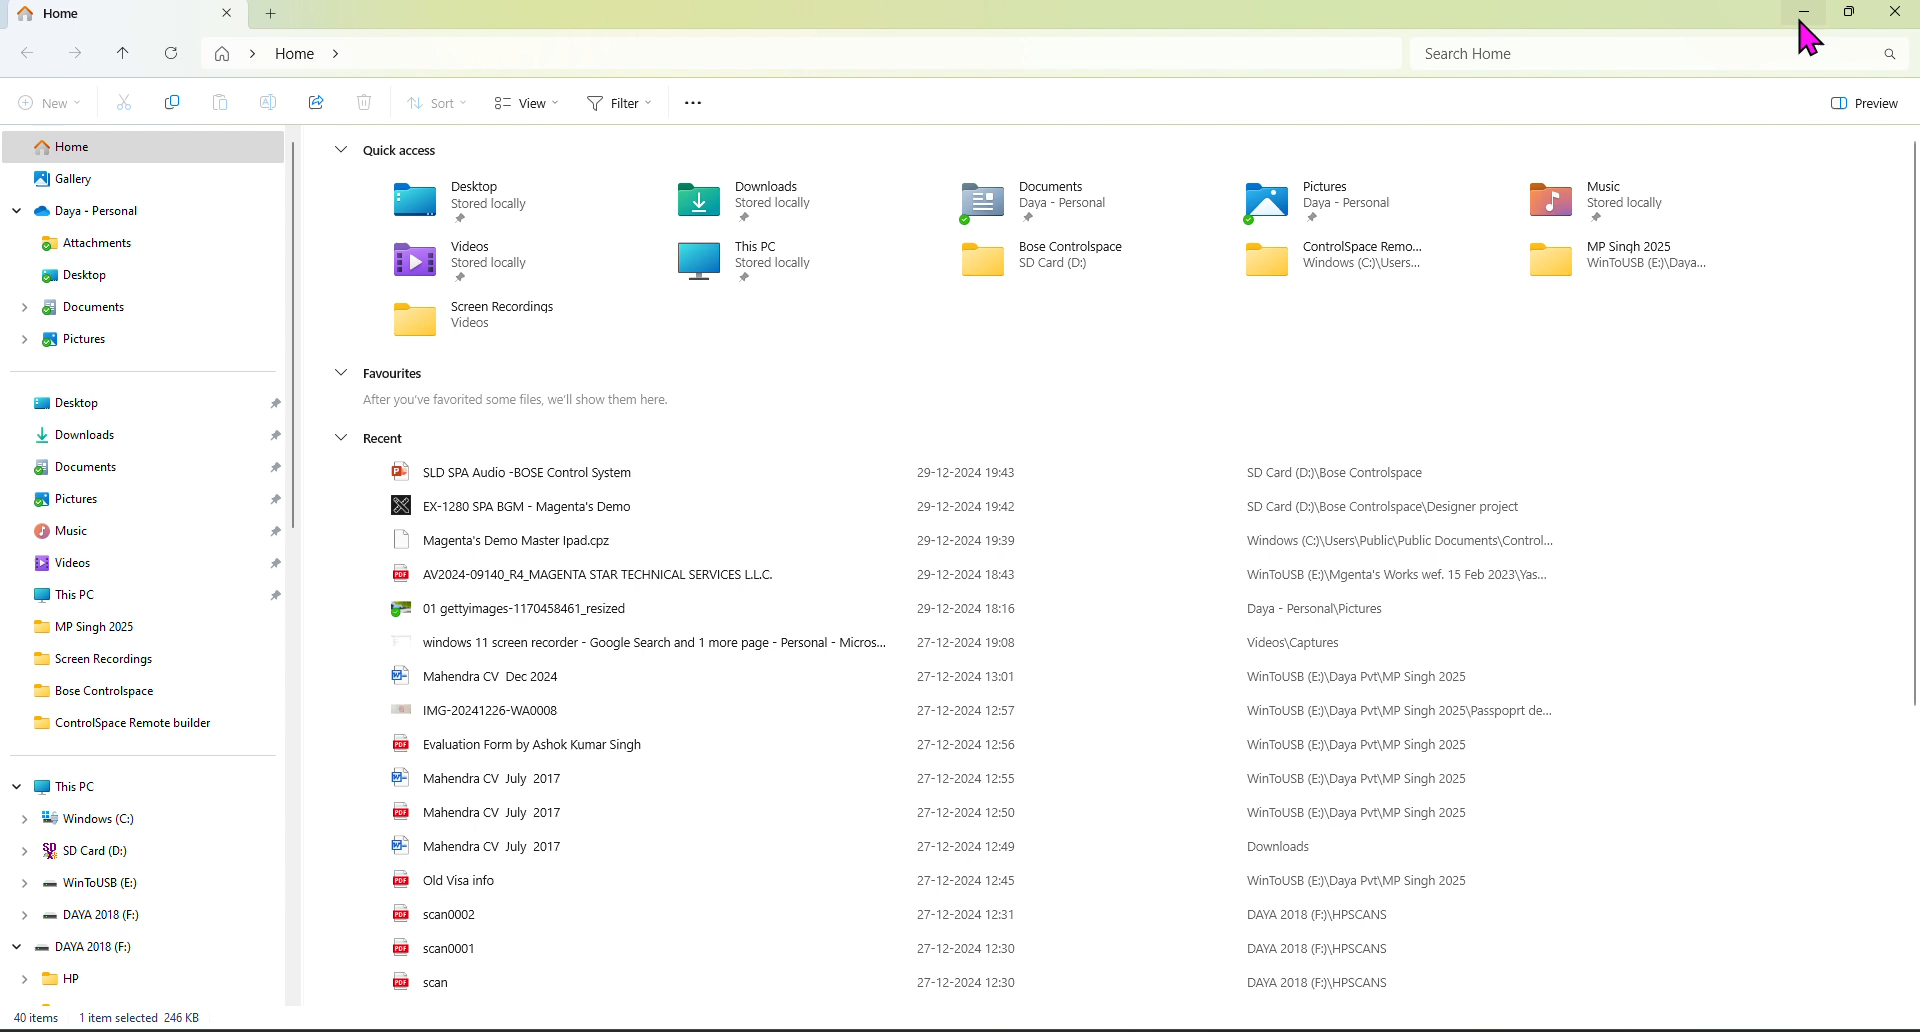 Home
Home
Search Home
New
Sort
View
Filter
Preview
Home
Gallery
Daya - Personal
Attachments
Desktop
Documents
Pictures
Desktop
Downloads
Documents
Pictures
Music
Videos
This PC
MP Singh 2025
Screen Recordings
Bose Controlspace
ControlSpace Remote builder
This PC
Windows (C:)
SD Card (D:)
WinToUSB (E:)
DAYA 2018 (F:)
DAYA 2018 (F:)
HP
Quick access
Desktop
Stored locally
Downloads
Stored locally
Documents
Daya - Personal
Pictures
Daya - Personal
Music
Stored locally
Videos
Stored locally
This PC
Stored locally
Bose Controlspace
SD Card (D:)
ControlSpace Remo...
Windows (C:)\Users...
MP Singh 2025
WinToUSB (E:)\Daya...
Screen Recordings
Videos
Favourites
After you've favorited some files, we'll show them here.
Recent
SLD SPA Audio -BOSE Control System 29-12-2024 19:43 SD Card (D:)\Bose Controlspace
EX-1280 SPA BGM - Magenta's Demo 29-12-2024 19:42 SD Card (D:)\Bose Controlspace\Designer project
Magenta's Demo Master Ipad.cpz 29-12-2024 19:39 Windows (C:)\Users\Public\Public Documents\Control...
AV2024-09140_R4_MAGENTA STAR TECHNICAL SERVICES L.L.C. 29-12-2024 18:43 WinToUSB (E:)\Mgenta's Works wef. 15 Feb 2023\Yas...
01 gettyimages-1170458461_resized 29-12-2024 18:16 Daya - Personal\Pictures
windows 11 screen recorder - Google Search and 1 more page - Personal - Micros... 27-12-2024 19:08 Videos\Captures
Mahendra CV Dec 2024 27-12-2024 13:01 WinToUSB (E:)\Daya Pvt\MP Singh 2025
IMG-20241226-WA0008 27-12-2024 12:57 WinToUSB (E:)\Daya Pvt\MP Singh 2025\Passpoprt de...
Evaluation Form by Ashok Kumar Singh 27-12-2024 12:56 WinToUSB (E:)\Daya Pvt\MP Singh 2025
Mahendra CV July 2017 27-12-2024 12:55 WinToUSB (E:)\Daya Pvt\MP Singh 2025
Mahendra CV July 2017 27-12-2024 12:50 WinToUSB (E:)\Daya Pvt\MP Singh 2025
Mahendra CV July 2017 27-12-2024 12:49 Downloads
Old Visa info 27-12-2024 12:45 WinToUSB (E:)\Daya Pvt\MP Singh 2025
scan0002 27-12-2024 12:31 DAYA 2018 (F:)\HPSCANS
scan0001 27-12-2024 12:30 DAYA 2018 (F:)\HPSCANS
scan 27-12-2024 12:30 DAYA 2018 (F:)\HPSCANS
40 items 1 item selected 246 KB